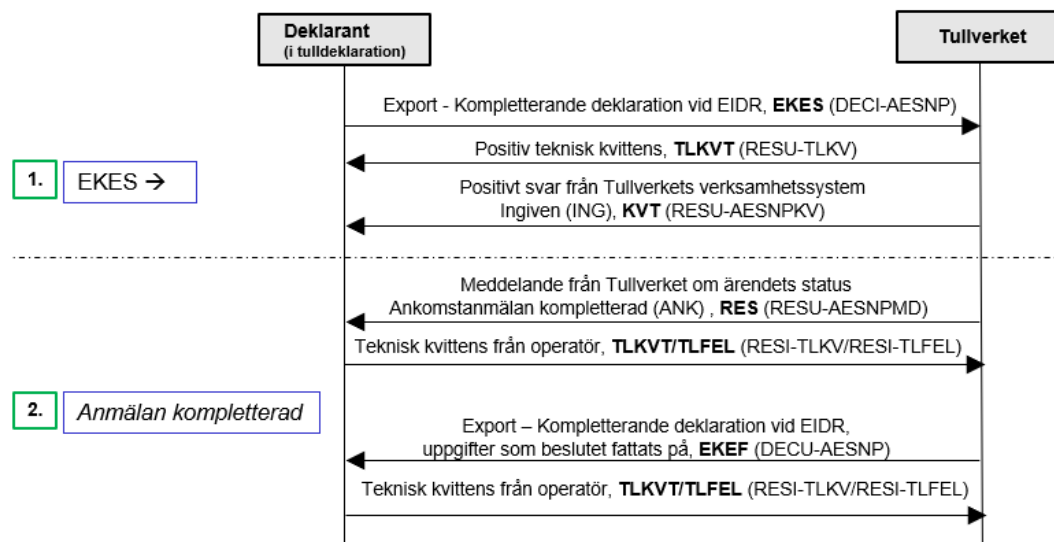 Deklarant
(i tulldeklaration)
Tullverket
Export - Kompletterande deklaration vid EIDR, EKES (DECI-AESNP)
Positiv teknisk kvittens, TLKVT (RESU-TLKV)
1.
EKES →
Positivt svar från Tullverkets verksamhetssystem
Ingiven (ING), KVT (RESU-AESNPKV)
Meddelande från Tullverket om ärendets status
Ankomstanmälan kompletterad (ANK) , RES (RESU-AESNPMD)
Teknisk kvittens från operatör, TLKVT/TLFEL (RESI-TLKV/RESI-TLFEL)
2.
Anmälan kompletterad
Export – Kompletterande deklaration vid EIDR,
uppgifter som beslutet fattats på, EKEF (DECU-AESNP)
Teknisk kvittens från operatör, TLKVT/TLFEL (RESI-TLKV/RESI-TLFEL)